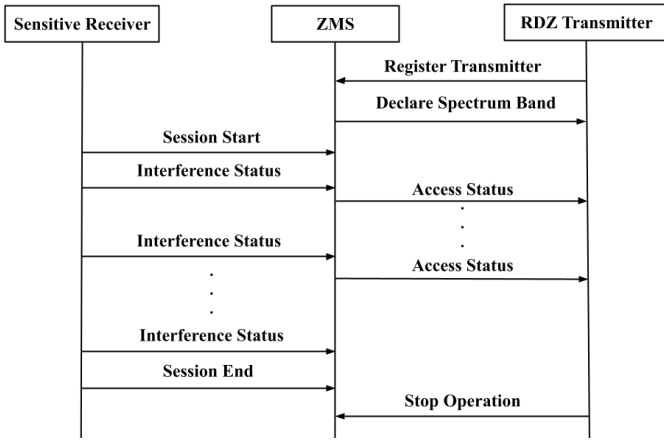 Sensitive Receiver
ZMS
RDZ Transmitter
Register Transmitter
Declare Spectrum Band
Session Start
Interference Status
Access Status
Interference Status
Access Status
Interference Status
Session End
Stop Operation